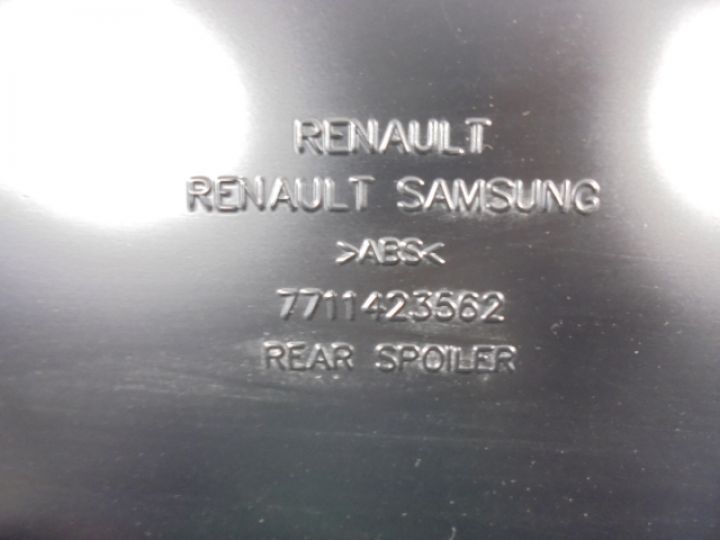 RENAULT
RENAULT SAMSUNG
>ABS<
7711423562
REAR SPOILER